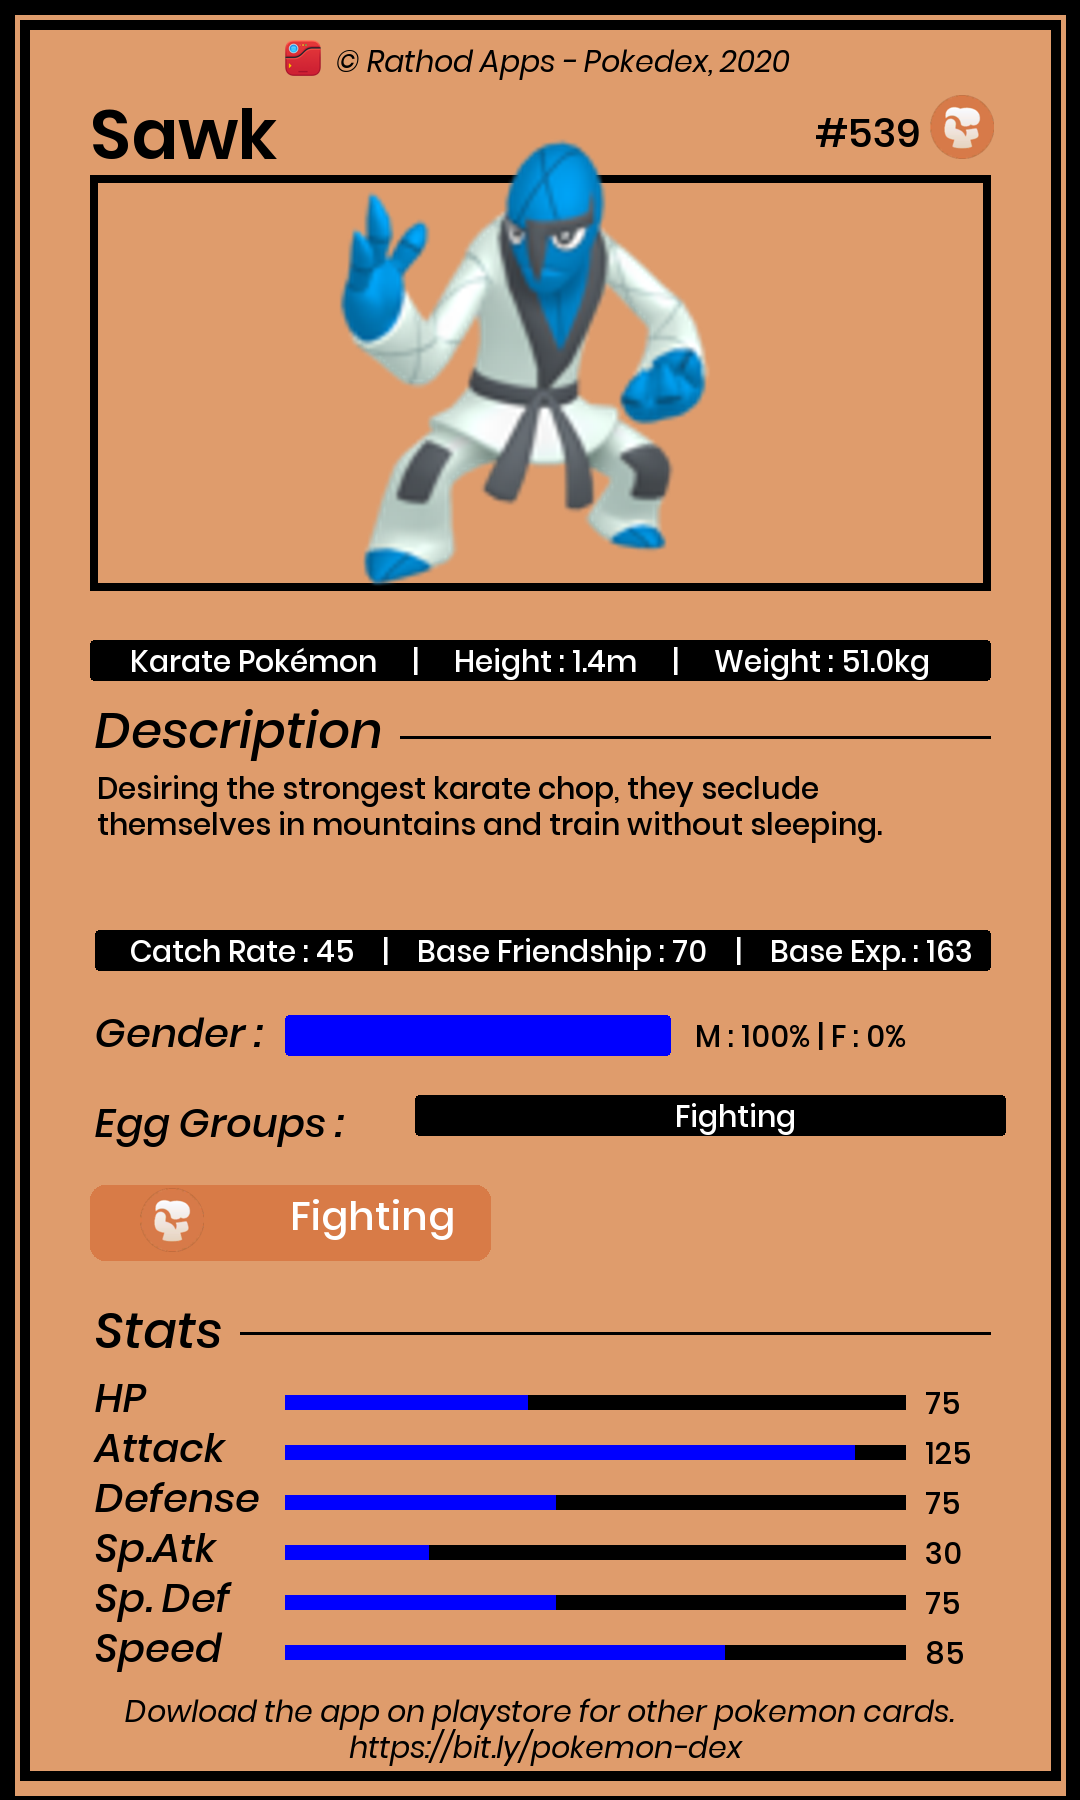 © Rathod Apps - Pokedex, 2020
Sawk #539
Karate Pokémon | Height : 1.4m | Weight : 51.0kg
Description
Desiring the strongest karate chop, they seclude
themselves in mountains and train without sleeping.
Catch Rate : 45 | Base Friendship : 70 | Base Exp. : 163
Gender : M : 100% | F : 0%
Egg Groups : Fighting
Fighting
Stats
HP 75
Attack 125
Defense 75
Sp.Atk 30
Sp. Def 75
Speed 85
Dowload the app on playstore for other pokemon cards.
https://bit.ly/pokemon-dex